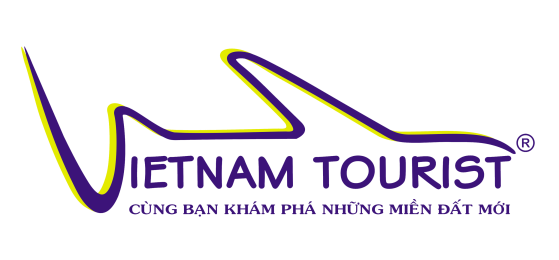 VIETNAM TOURIST®
CÙNG BẠN KHÁM PHÁ NHỮNG MIỀN ĐẤT MỚI